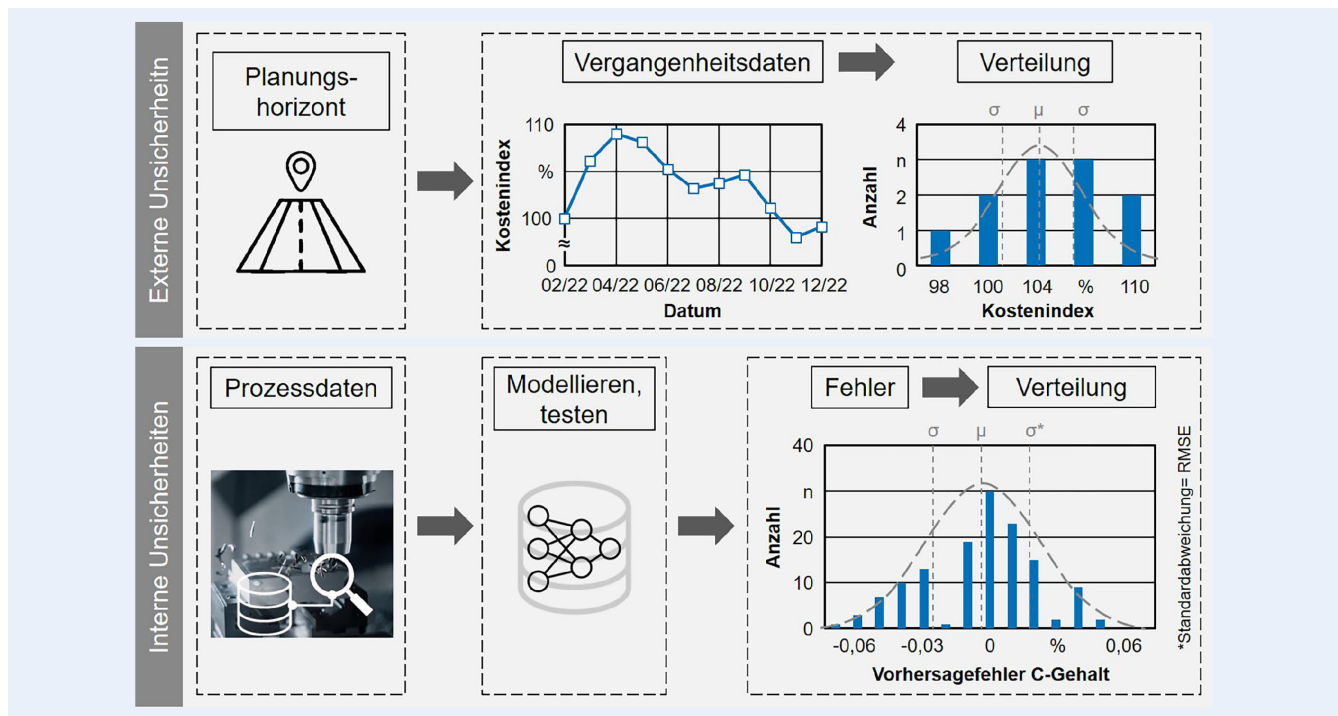 Externe Unsicherheitn
Planungs-
horizont
Vergangenheitsdaten
Verteilung
Kostenindex
110
%
100
≈
0
02/22 04/22 06/22 08/22 10/22 12/22
Datum
σ μ σ
Anzahl
4
n
2
1
0
98 100 104 % 110
Kostenindex
Interne Unsicherheiten
Prozessdaten
Modellieren,
testen
Fehler
Verteilung
σ μ σ*
Anzahl
40
n
20
10
0
-0,06 -0,03 0 % 0,06
Vorhersagefehler C-Gehalt
*Standardabweichung= RMSE